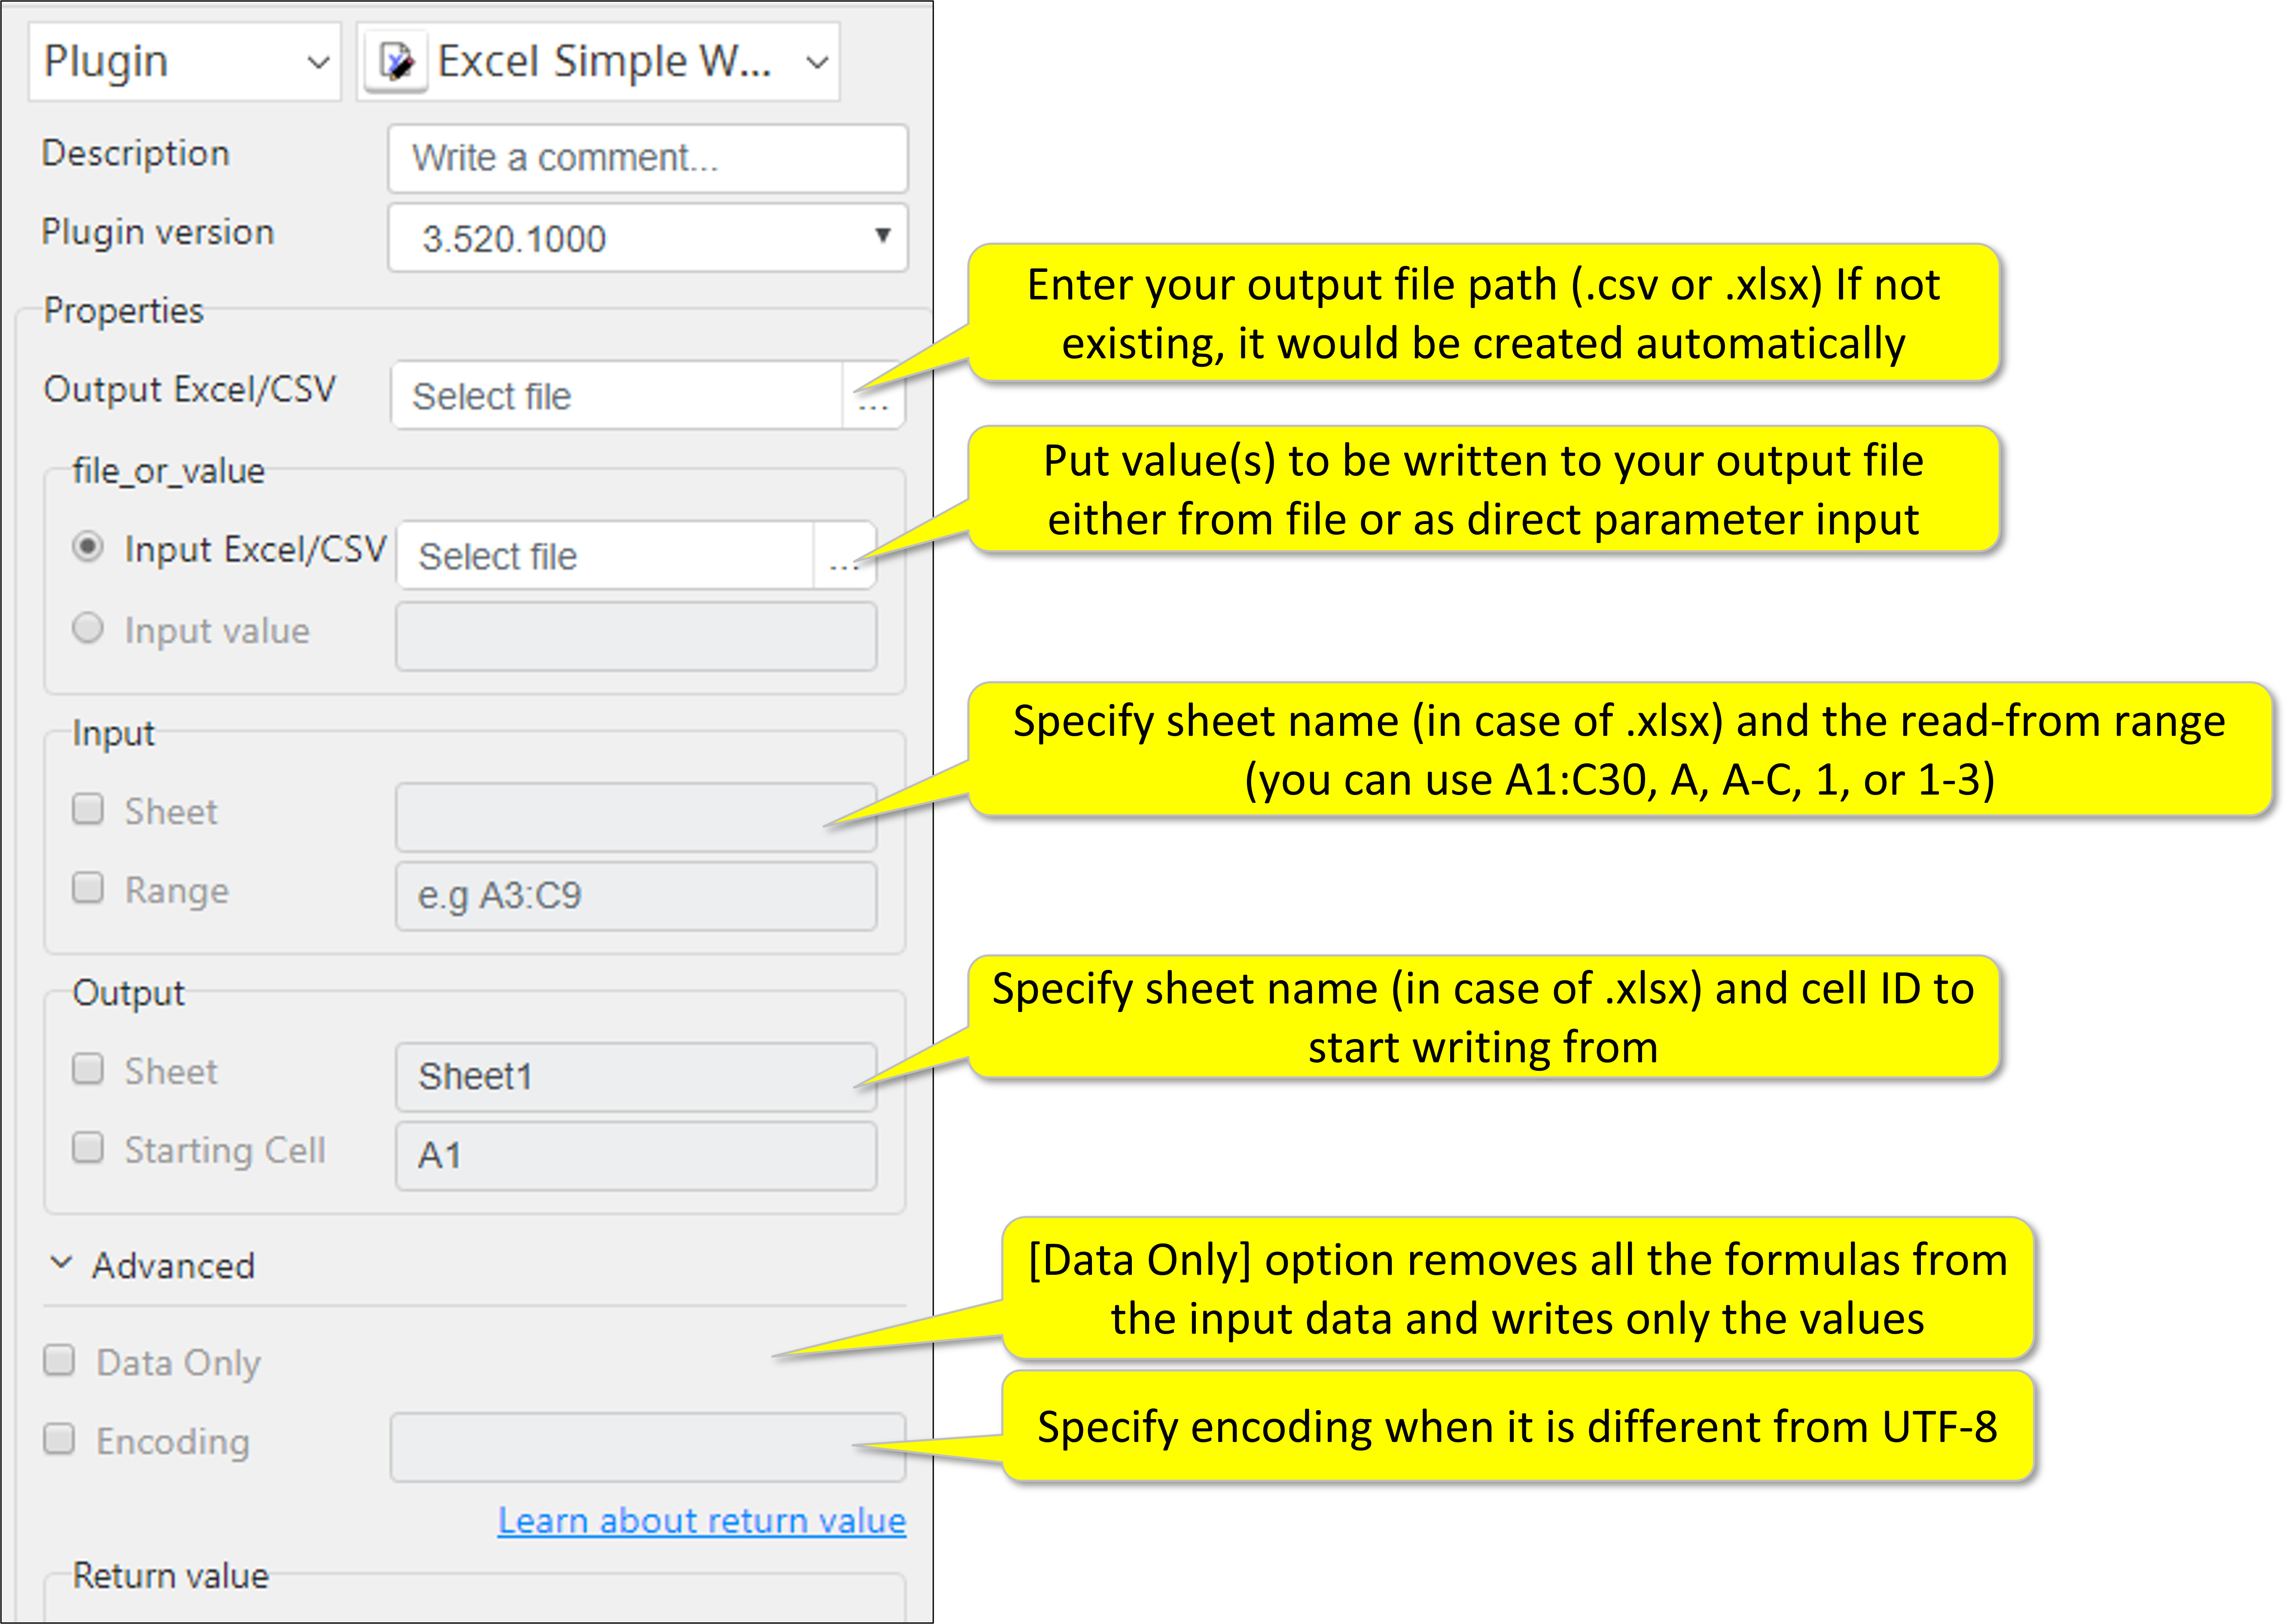 Plugin
Excel Simple W...
Description
Write a comment...
Plugin version
3.520.1000
Enter your output file path (.csv or .xlsx) If not
existing, it would be created automatically
Properties
Output Excel/CSV
Select file
...
Put value(s) to be written to your output file
either from file or as direct parameter input
file_or_value
Input Excel/CSV
Select file
...
Input value
Specify sheet name (in case of .xlsx) and the read-from range
(you can use A1:C30, A, A-C, 1, or 1-3)
Input
Sheet
Range
e.g A3:C9
Specify sheet name (in case of .xlsx) and cell ID to
start writing from
Output
Sheet
Sheet1
Starting Cell
A1
Advanced
[Data Only] option removes all the formulas from
the input data and writes only the values
Data Only
Specify encoding when it is different from UTF-8
Encoding
Learn about return value
Return value